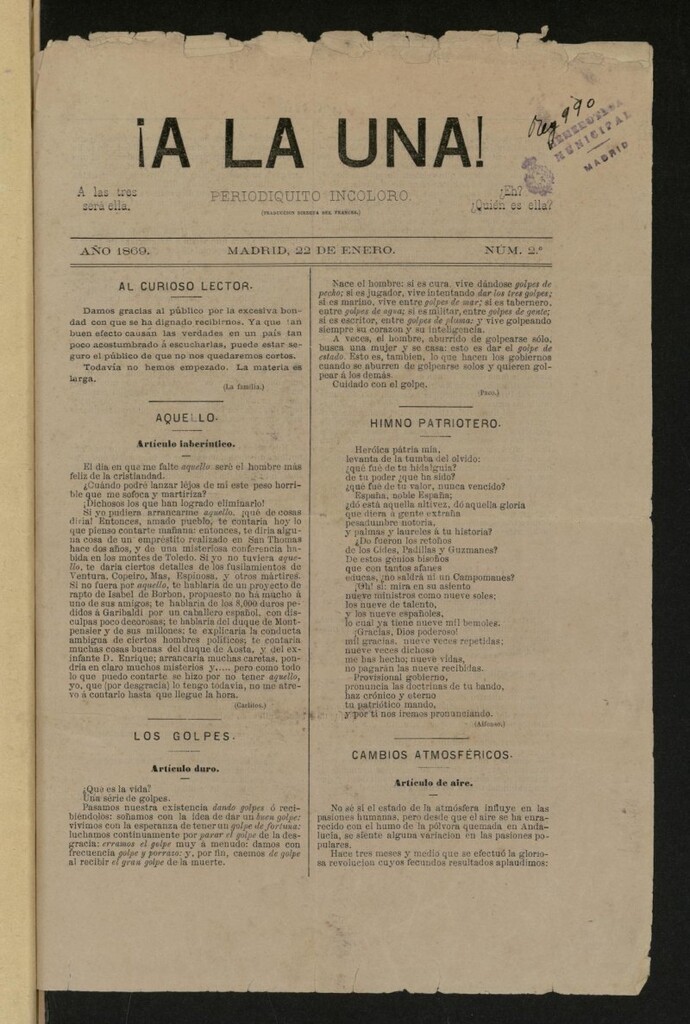 ¡A LA UNA!
Reg 990
HEMEROTECA
MUNICIPAL
MADRID
A las tres
será ella.
PERIODIQUITO INCOLORO.
(TRADUCCION DIRECTA DEL FRANCÉS.)
¿Eh?
¿Quién es ella?
AÑO 1869. MADRID, 22 DE ENERO. NÚM. 2.º
AL CURIOSO LECTOR.
Damos gracias al público por la excesiva bon-
dad con que se ha dignado recibirnos. Ya que tan
buen efecto causan las verdades en un país tan
poco acostumbrado á escucharlas, puede estar se-
guro el público de que no nos quedaremos cortos.
Todavía no hemos empezado. La materia es
larga.
(La familia.)
AQUELLO.
Artículo laberíntico.
El dia en que me falte aquello seré el hombre más
feliz de la cristiandad.
¿Cuándo podré lanzar léjos de mí este peso horri-
ble que me sofoca y martiriza?
¡Dichosos los que han logrado eliminarlo!
Si yo pudiera arrancarme aquello, ¡qué de cosas
diria! Entonces, amado pueblo, te contaria hoy lo
que pienso contarte mañana: entonces, te diria algu-
na cosa de un empréstito realizado en San Thomas
hace dos años, y de una misteriosa conferencia ha-
bida en los montes de Toledo. Si yo no tuviera aque-
llo, te daria ciertos detalles de los fusilamientos de
Ventura, Copeiro, Mas, Espinosa, y otros mártires.
Si no fuera por aquello, te hablaria de un proyecto de
rapto de Isabel de Borbon, propuesto no há mucho á
uno de sus amigos; te hablaria de los 8,000 duros pe-
didos á Garibaldi por un caballero español, con dis-
culpas poco decorosas; te hablaria del duque de Mont-
pensier y de sus millones; te explicaria la conducta
ambigua de ciertos hombres políticos; te contaria
muchas cosas buenas del duque de Aosta, y del ex-
infante D. Enrique; arrancaria muchas caretas, pon-
dria en claro muchos misterios y..... pero como todo
lo que puedo contarte se hizo por no tener aquello,
yo, que (por desgracia) lo tengo todavia, no me atre-
vo á contarlo hasta que llegue la hora.
(Carlitos.)
LOS GOLPES.
Artículo duro.
¿Qué es la vida?
Una série de golpes.
Pasamos nuestra existencia dando golpes ó reci-
biéndolos: soñamos con la idea de dar un buen golpe:
vivimos con la esperanza de tener un golpe de fortuna:
luchamos continuamente por parar el golpe de la des-
gracia: erramos el golpe muy á menudo: damos con
frecuencia golpe y porrazo: y, por fin, caemos de golpe
al recibir el gran golpe de la muerte.
Nace el hombre: si es cura, vive dándose golpes de
pecho; si es jugador, vive intentando dar los tres golpes;
si es marino, vive entre golpes de mar; si es tabernero,
entre golpes de agua; si es militar, entre golpes de gente;
si es escritor, entre golpes de pluma; y vive golpeando
siempre su corazon y su inteligencia.
A veces, el hombre, aburrido de golpearse sólo,
busca una mujer y se casa: esto es dar el golpe de
estado. Esto es, tambien, lo que hacen los gobiernos
cuando se aburren de golpearse solos y quieren gol-
pear á los demás.
Cuidado con el golpe.
(Paco.)
HIMNO PATRIOTERO.
Heróica pátria mia,
levanta de la tumba del olvido:
¿qué fué de tu hidalguía?
de tu poder ¿que ha sido?
¿qué fué de tu valor, nunca vencido?
España, noble España;
¿dó está aquella altivez, dó aquella gloria
que diera á gente extraña
pesadumbre notoria,
y palmas y laureles á tu historia?
¿Do fueron los retoños
de los Cides, Padillas y Guzmanes?
De estos génios bisoños
que con tantos afanes
educas, ¿no saldrá ni un Campomanes?
¡Oh! sí: mira en su asiento
nueve ministros como nueve soles;
los nueve de talento,
y los nueve españoles,
lo cual ya tiene nueve mil bemoles.
¡Gracias, Dios poderoso!
mil gracias, nueve veces repetidas;
nueve veces dichoso
me has hecho; nueve vidas,
no pagarán las nueve recibidas.
Provisional gobierno,
pronuncia las doctrinas de tu bando,
haz crónico y eterno
tu patriótico mando,
y por tí nos iremos pronunciando.
(Alfonso.)
CAMBIOS ATMOSFÉRICOS.
Artículo de aire.
No sé si el estado de la atmósfera influye en las
pasiones humanas, pero desde que el aire se ha enra-
recido con el humo de la pólvora quemada en Anda-
lucía, se siente alguna variacion en las pasiones po-
pulares.
Hace tres meses y medio que se efectuó la glorio-
sa revolucion cuyos fecundos resultados aplaudimos: